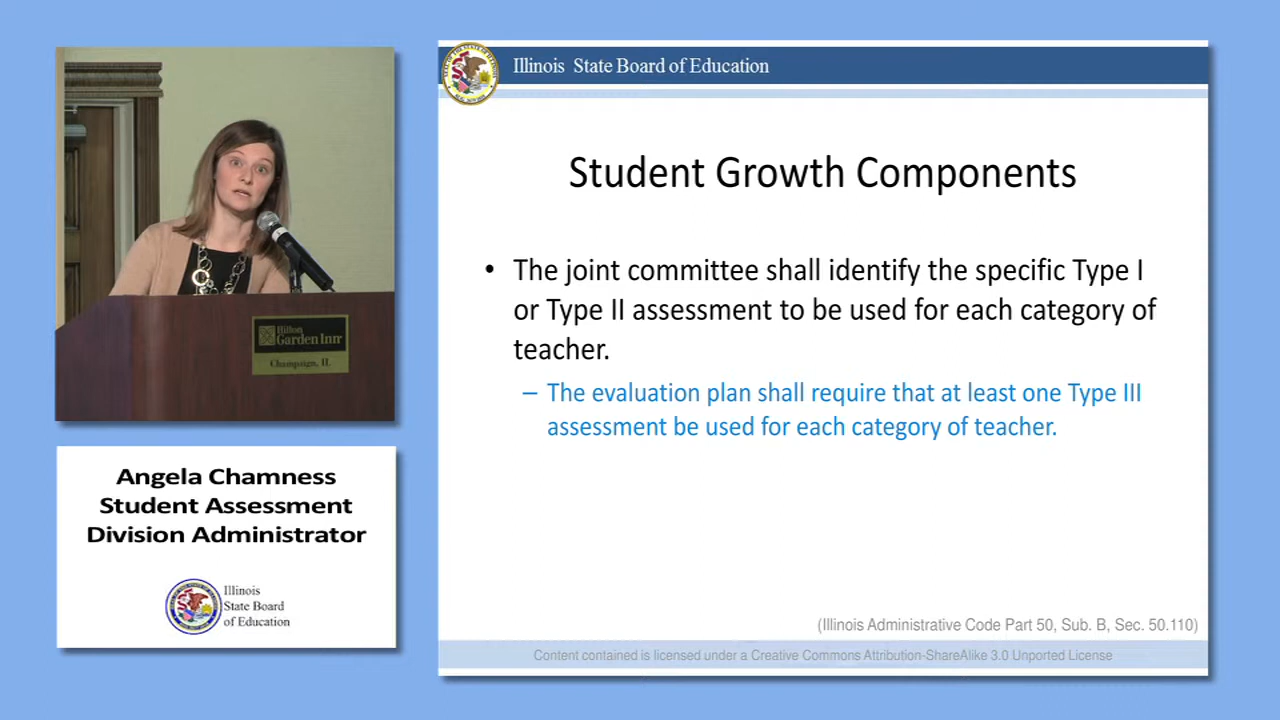 Illinois State Board of Education
Student Growth Components
• The joint committee shall identify the specific Type I
or Type II assessment to be used for each category of
teacher.
– The evaluation plan shall require that at least one Type III
assessment be used for each category of teacher.
(Illinois Administrative Code Part 50, Sub. B, Sec. 50.110)
Content contained is licensed under a Creative Commons Attribution-ShareAlike 3.0 Unported License
Hilton
Garden Inn
Champaign, IL
Angela Chamness
Student Assessment
Division Administrator
Illinois
State Board
of Education